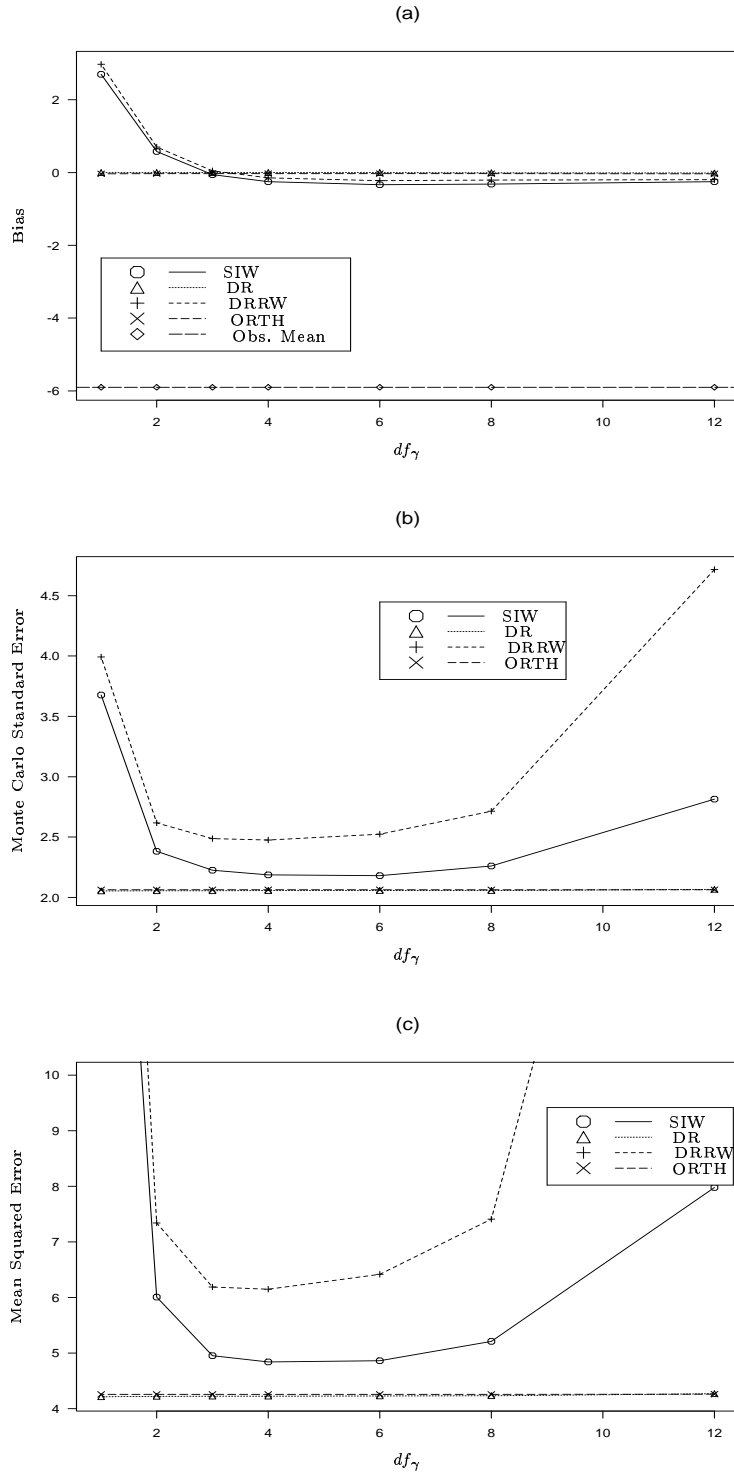 (a)
2
0
-2
-4
-6
Bias
SIW
DR
DRRW
ORTH
Obs. Mean
2
4
6
8
10
12
df_γ
(b)
4.5
4.0
3.5
3.0
2.5
2.0
Monte Carlo Standard Error
SIW
DR
DRRW
ORTH
2
4
6
8
10
12
df_γ
(c)
10
9
8
7
6
5
4
Mean Squared Error
SIW
DR
DRRW
ORTH
2
4
6
8
10
12
df_γ